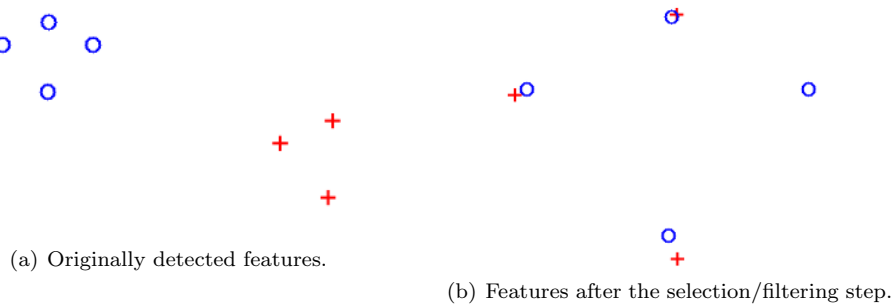 (a) Originally detected features.
(b) Features after the selection/filtering step.